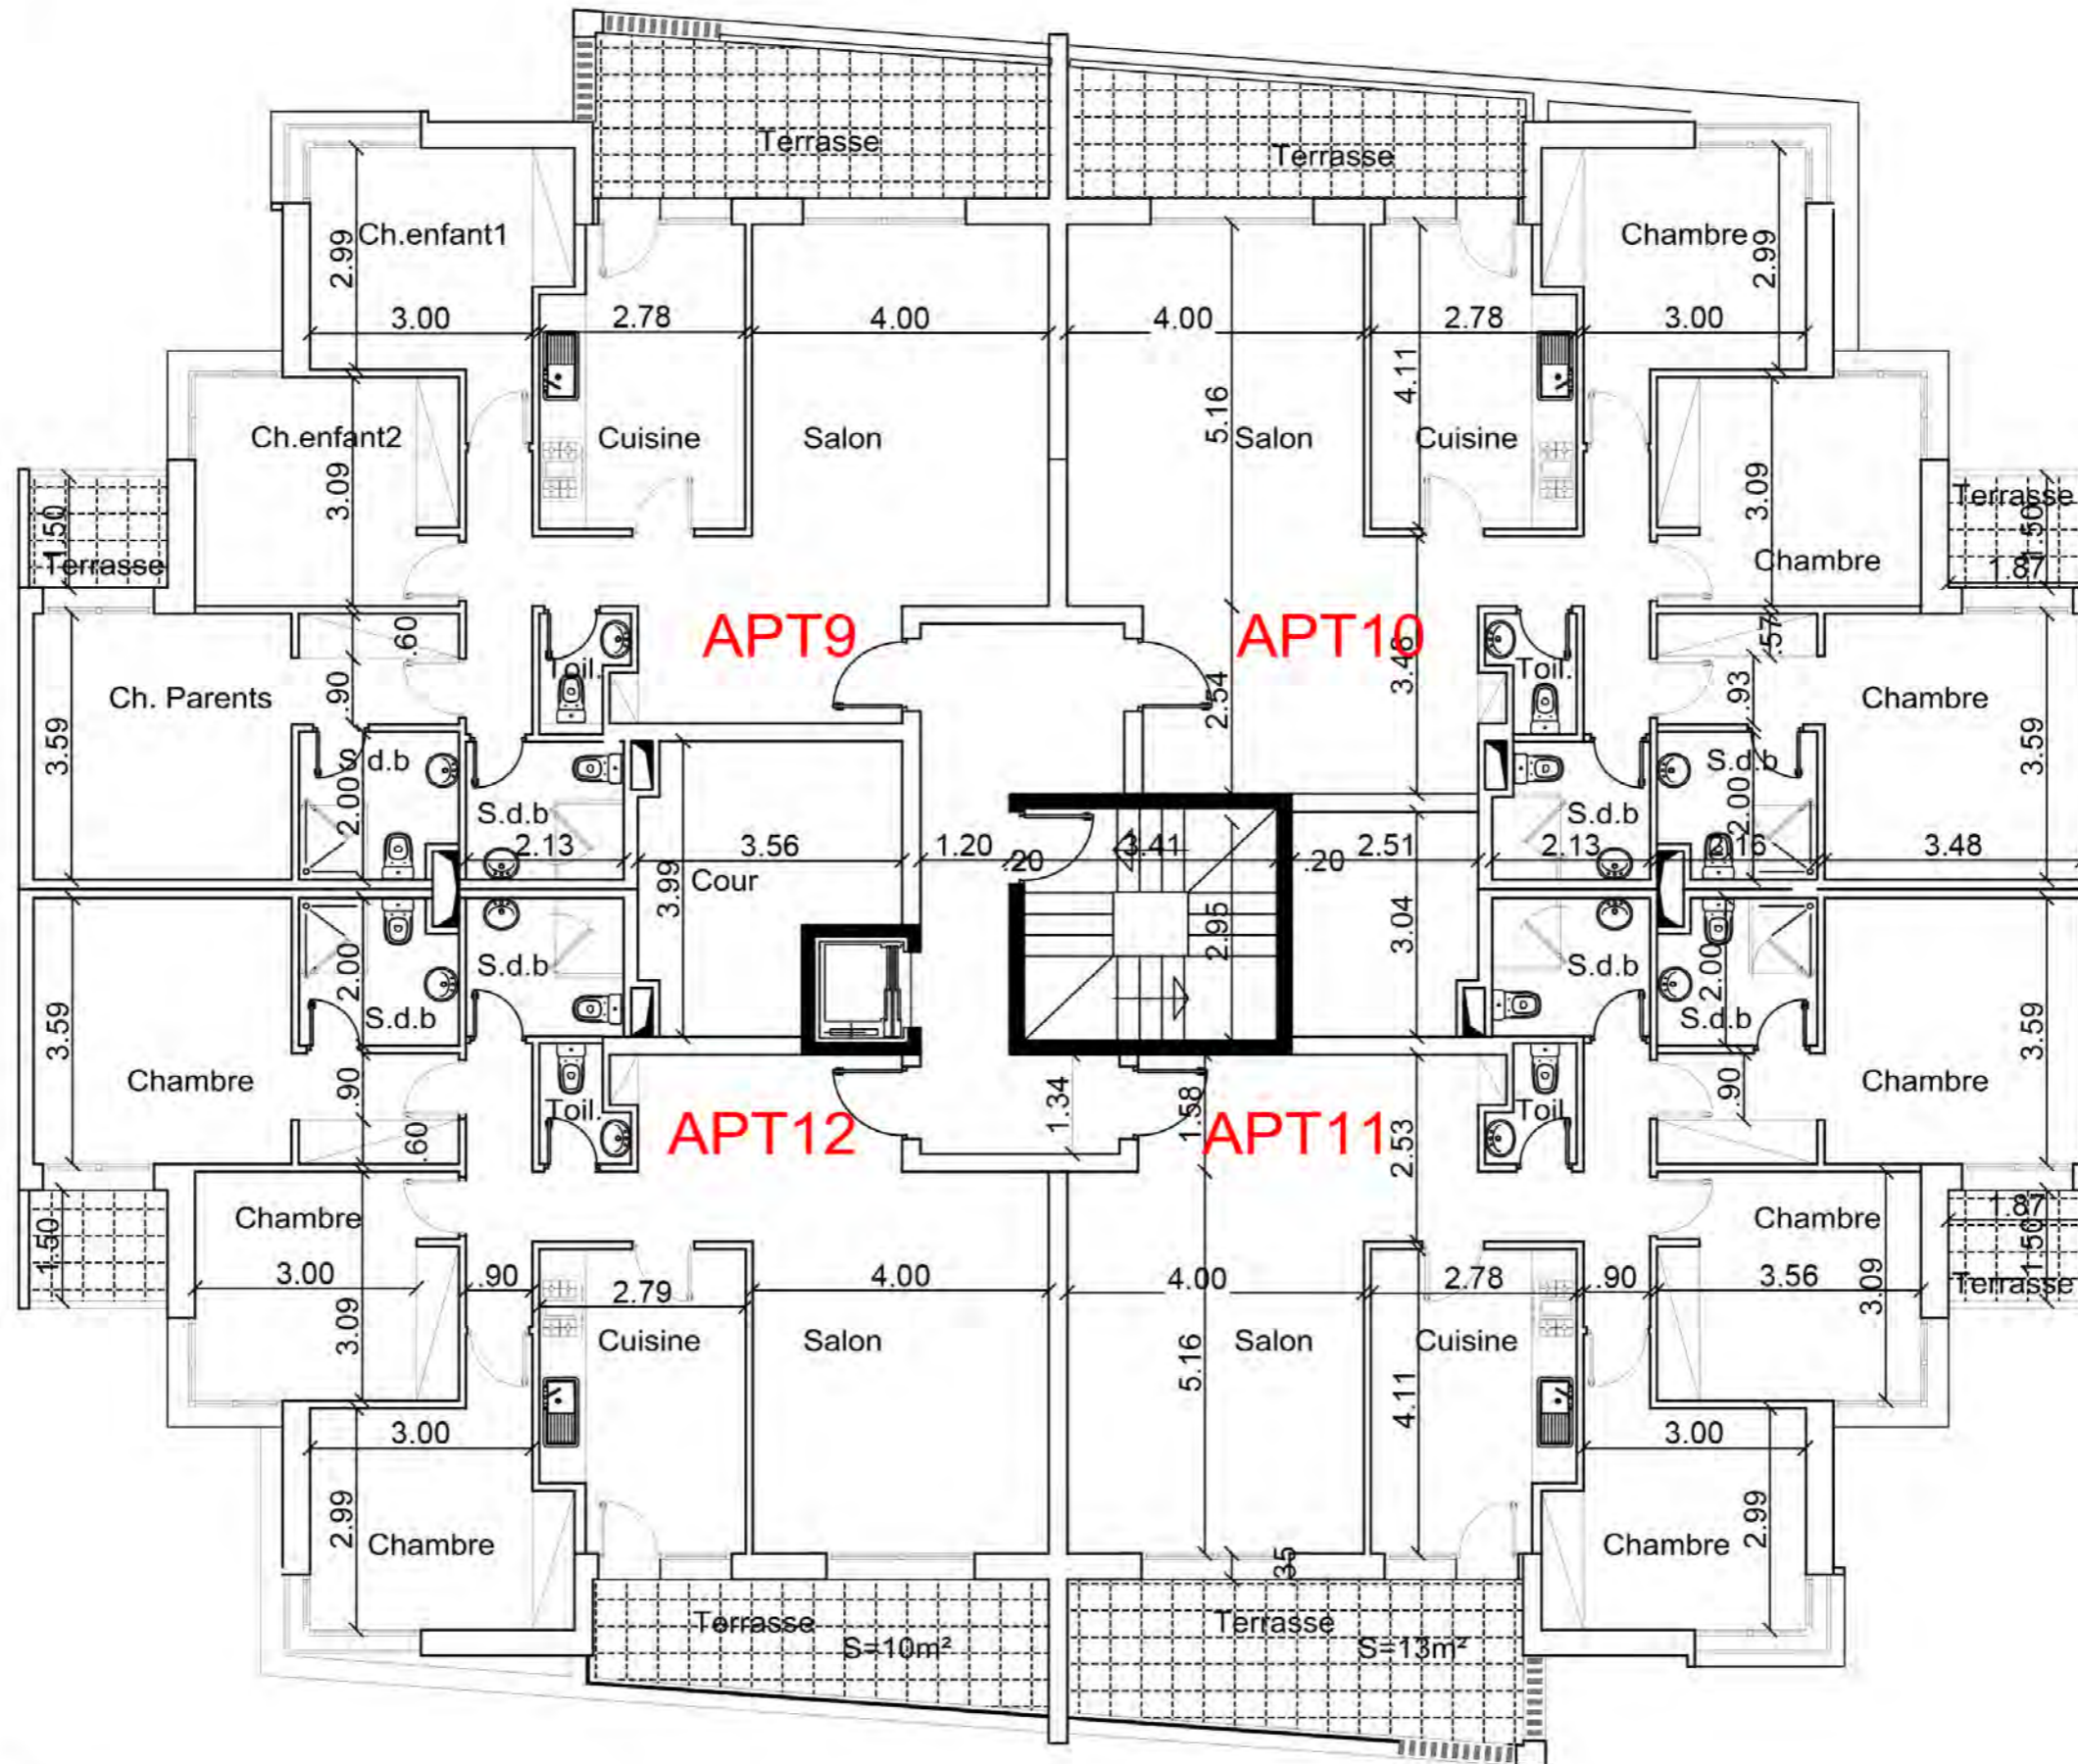 Terrasse
Terrasse
Ch.enfant1
2.99
Chambre
2.99
3.00
2.78
4.00
4.00
2.78
3.00
4.11
5.16
Ch.enfant2
3.09
Cuisine
Salon
Salon
Cuisine
3.09
Chambre
1.50
Terrasse
Terrasse
1.50
1.87
APT9
APT10
.60
.90
Toil.
2.54
3.48
Toil.
.57
.93
Ch. Parents
3.59
S.d.b
2.00
S.d.b
2.13
3.56
Cour
3.99
1.20
.20
3.41
.20
2.51
S.d.b
2.13
S.d.b
2.00
2.16
Chambre
3.59
3.48
2.95
3.04
3.59
Chambre
2.00
S.d.b
.90
.60
S.d.b
Toil.
APT12
1.34
1.58
APT11
2.53
Toil
S.d.b
2.00
S.d.b
.90
Chambre
3.59
1.50
Chambre
3.00
3.09
.90
2.79
Cuisine
4.00
Salon
4.00
5.16
Salon
2.78
4.11
Cuisine
.90
Chambre
3.56
3.09
1.87
1.50
Terrasse
3.00
2.99
Chambre
3.00
Chambre
2.99
35
Terrasse
S=10m²
Terrasse
S=13m²